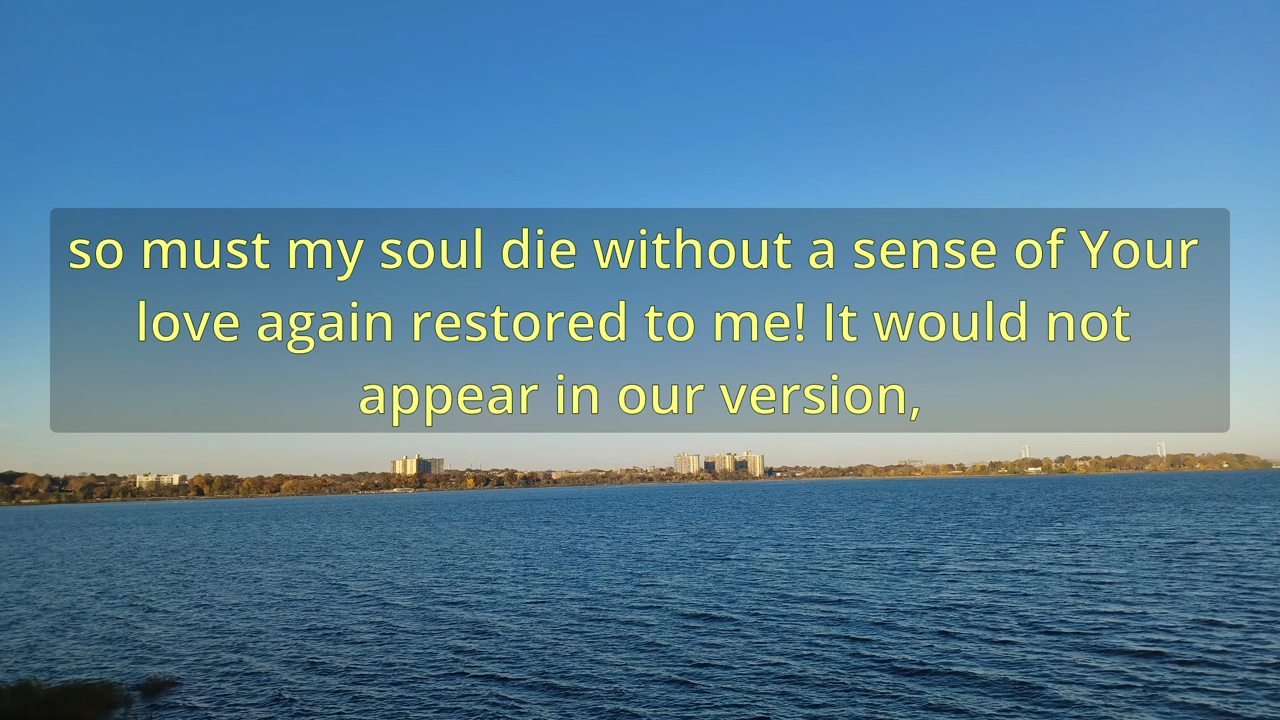 so must my soul die without a sense of Your
love again restored to me! It would not
appear in our version,